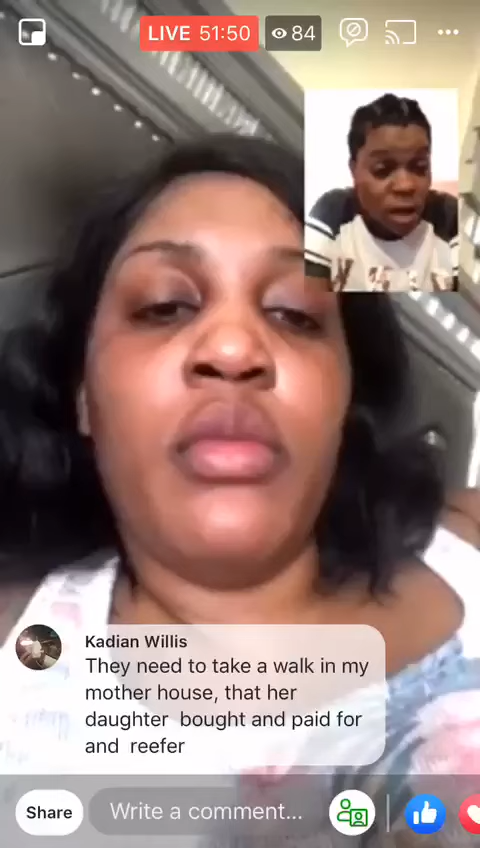 LIVE 51:50 84
Kadian Willis
They need to take a walk in my
mother house, that her
daughter bought and paid for
and reefer
Share
Write a comment...